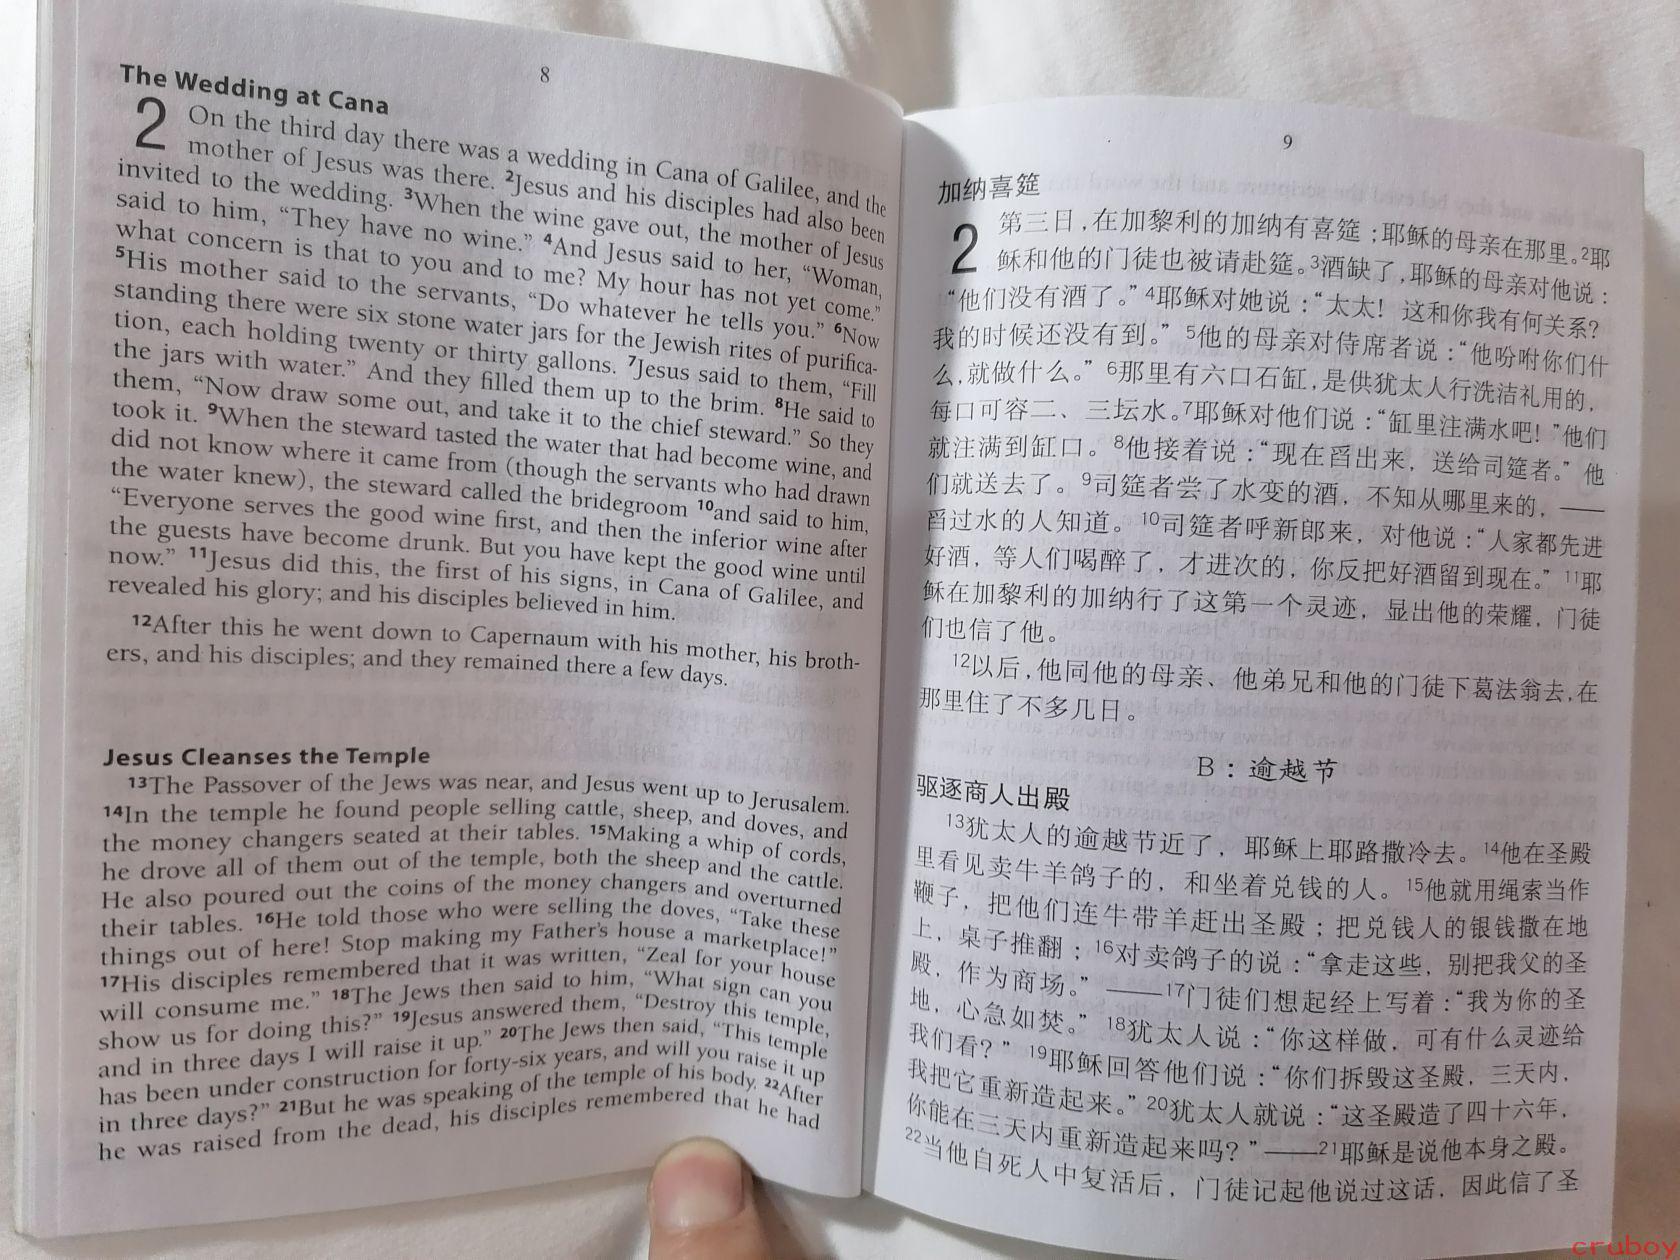 8
The Wedding at Cana
2 On the third day there was a wedding in Cana of Galilee, and the
mother of Jesus was there. 2Jesus and his disciples had also been
invited to the wedding. 3When the wine gave out, the mother of Jesus
said to him, “They have no wine.” 4And Jesus said to her, “Woman,
what concern is that to you and to me? My hour has not yet come.”
5His mother said to the servants, “Do whatever he tells you.” 6Now
standing there were six stone water jars for the Jewish rites of purifica-
tion, each holding twenty or thirty gallons. 7Jesus said to them, “Fill
the jars with water.” And they filled them up to the brim. 8He said to
them, “Now draw some out, and take it to the chief steward.” So they
took it. 9When the steward tasted the water that had become wine, and
did not know where it came from (though the servants who had drawn
the water knew), the steward called the bridegroom 10and said to him,
“Everyone serves the good wine first, and then the inferior wine after
the guests have become drunk. But you have kept the good wine until
now.” 11Jesus did this, the first of his signs, in Cana of Galilee, and
revealed his glory; and his disciples believed in him.
12After this he went down to Capernaum with his mother, his broth-
ers, and his disciples; and they remained there a few days.
Jesus Cleanses the Temple
13The Passover of the Jews was near, and Jesus went up to Jerusalem.
14In the temple he found people selling cattle, sheep, and doves, and
the money changers seated at their tables. 15Making a whip of cords,
he drove all of them out of the temple, both the sheep and the cattle.
He also poured out the coins of the money changers and overturned
their tables. 16He told those who were selling the doves, “Take these
things out of here! Stop making my Father’s house a marketplace!”
17His disciples remembered that it was written, “Zeal for your house
will consume me.” 18The Jews then said to him, “What sign can you
show us for doing this?” 19Jesus answered them, “Destroy this temple,
and in three days I will raise it up.” 20The Jews then said, “This temple
has been under construction for forty-six years, and will you raise it up
in three days?” 21But he was speaking of the temple of his body. 22After
he was raised from the dead, his disciples remembered that he had
9
加纳喜筵
2 第三日,在加黎利的加纳有喜筵;耶稣的母亲在那里。2耶
稣和他的门徒也被请赴筵。3酒缺了,耶稣的母亲对他说:
“他们没有酒了。”4耶稣对她说:“太太!这和你我有何关系?
我的时候还没有到。”5他的母亲对侍席者说:“他吩咐你们什
么,就做什么。”6那里有六口石缸,是供犹太人行洗洁礼用的,
每口可容二、三坛水。7耶稣对他们说:“缸里注满水吧!”他们
就注满到缸口。8他接着说:“现在舀出来,送给司筵者。”他
们就送去了。9司筵者尝了水变的酒,不知从哪里来的,——
舀过水的人知道。10司筵者呼新郎来,对他说:“人家都先进
好酒,等人们喝醉了,才进次的,你反把好酒留到现在。”11耶
稣在加黎利的加纳行了这第一个灵迹,显出他的荣耀,门徒
们也信了他。
12以后,他同他的母亲、他弟兄和他的门徒下葛法翁去,在
那里住了不多几日。
B:逾越节
驱逐商人出殿
13犹太人的逾越节近了,耶稣上耶路撒冷去。14他在圣殿
里看见卖牛羊鸽子的,和坐着兑钱的人。15他就用绳索当作
鞭子,把他们连牛带羊赶出圣殿;把兑钱人的银钱撒在地
上,桌子推翻;16对卖鸽子的说:“拿走这些,别把我父的圣
殿,作为商场。”——17门徒们想起经上写着:“我为你的圣
地,心急如焚。”18犹太人说:“你这样做,可有什么灵迹给
我们看?”19耶稣回答他们说:“你们拆毁这圣殿,三天内,
我把它重新造起来。”20犹太人就说:“这圣殿造了四十六年,
你能在三天内重新造起来吗?”——21耶稣是说他本身之殿。
22当他自死人中复活后,门徒记起他说过这话,因此信了圣
cruboy